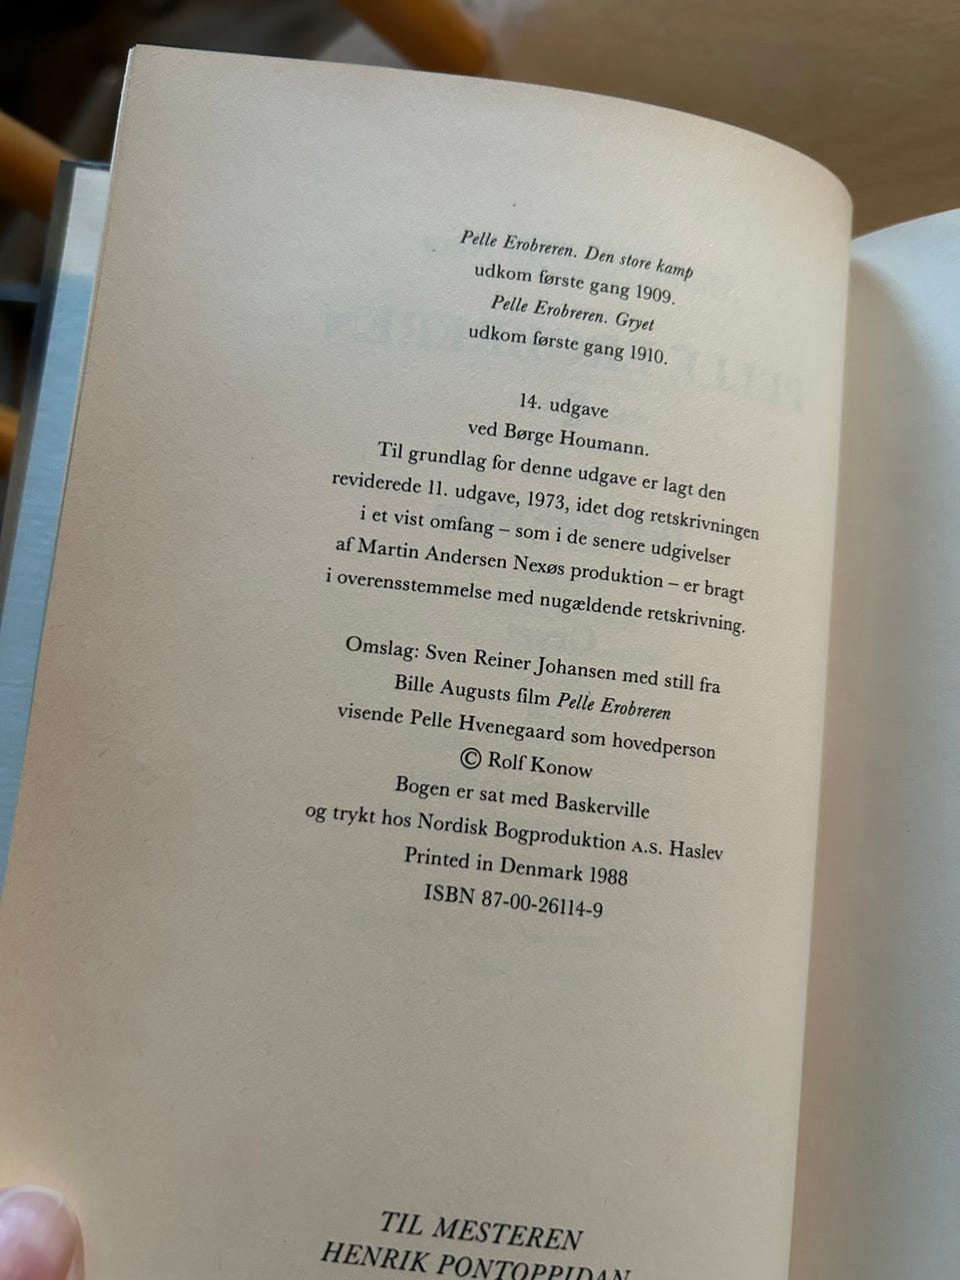 Pelle Erobreren. Den store kamp
udkom første gang 1909.
Pelle Erobreren. Gryet
udkom første gang 1910.
14. udgave
ved Børge Houmann.
Til grundlag for denne udgave er lagt den
reviderede 11. udgave, 1973, idet dog retskrivningen
i et vist omfang – som i de senere udgivelser
af Martin Andersen Nexøs produktion – er bragt
i overensstemmelse med nugældende retskrivning.
Omslag: Sven Reiner Johansen med still fra
Bille Augusts film Pelle Erobreren
visende Pelle Hvenegaard som hovedperson
© Rolf Konow
Bogen er sat med Baskerville
og trykt hos Nordisk Bogproduktion A.S. Haslev
Printed in Denmark 1988
ISBN 87-00-26114-9
TIL MESTEREN
HENRIK PONTOPPIDAN